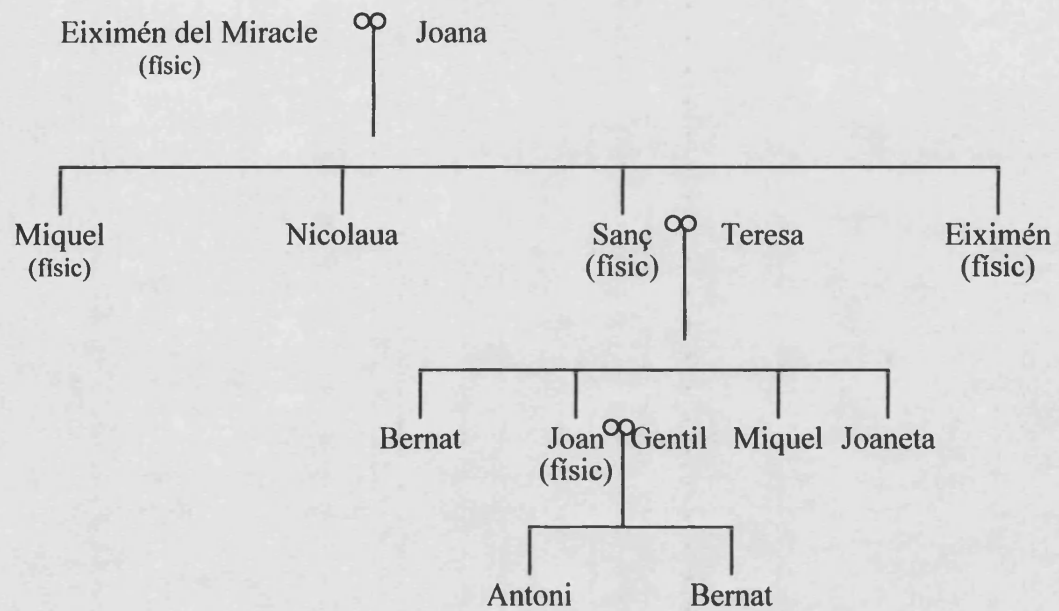 Eiximén del Miracle Joana
(físic)
Miquel Nicolaua Sanç Teresa Eiximén
(físic) (físic) (físic)
Bernat Joan Gentil Miquel Joaneta
(físic)
Antoni Bernat